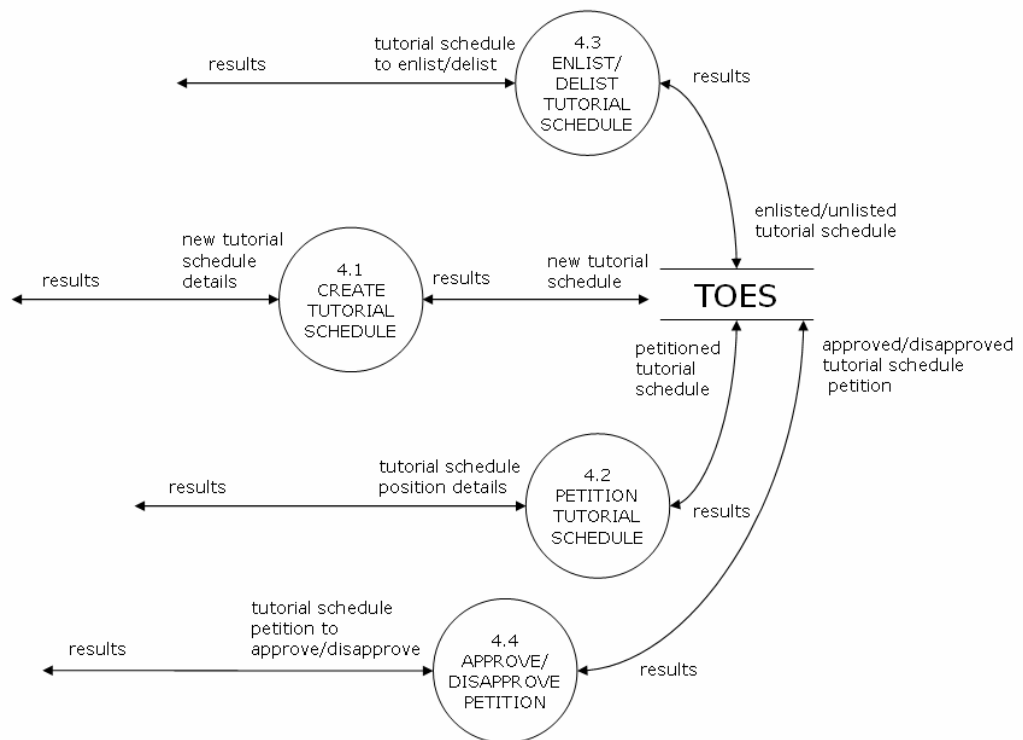 results
tutorial schedule
to enlist/delist
4.3
ENLIST/
DELIST
TUTORIAL
SCHEDULE
results
enlisted/unlisted
tutorial schedule
results
new tutorial
schedule
details
4.1
CREATE
TUTORIAL
SCHEDULE
results
new tutorial
schedule
TOES
petitioned
tutorial
schedule
approved/disapproved
tutorial schedule
petition
results
tutorial schedule
position details
4.2
PETITION
TUTORIAL
SCHEDULE
results
results
tutorial schedule
petition to
approve/disapprove
4.4
APPROVE/
DISAPPROVE
PETITION
results